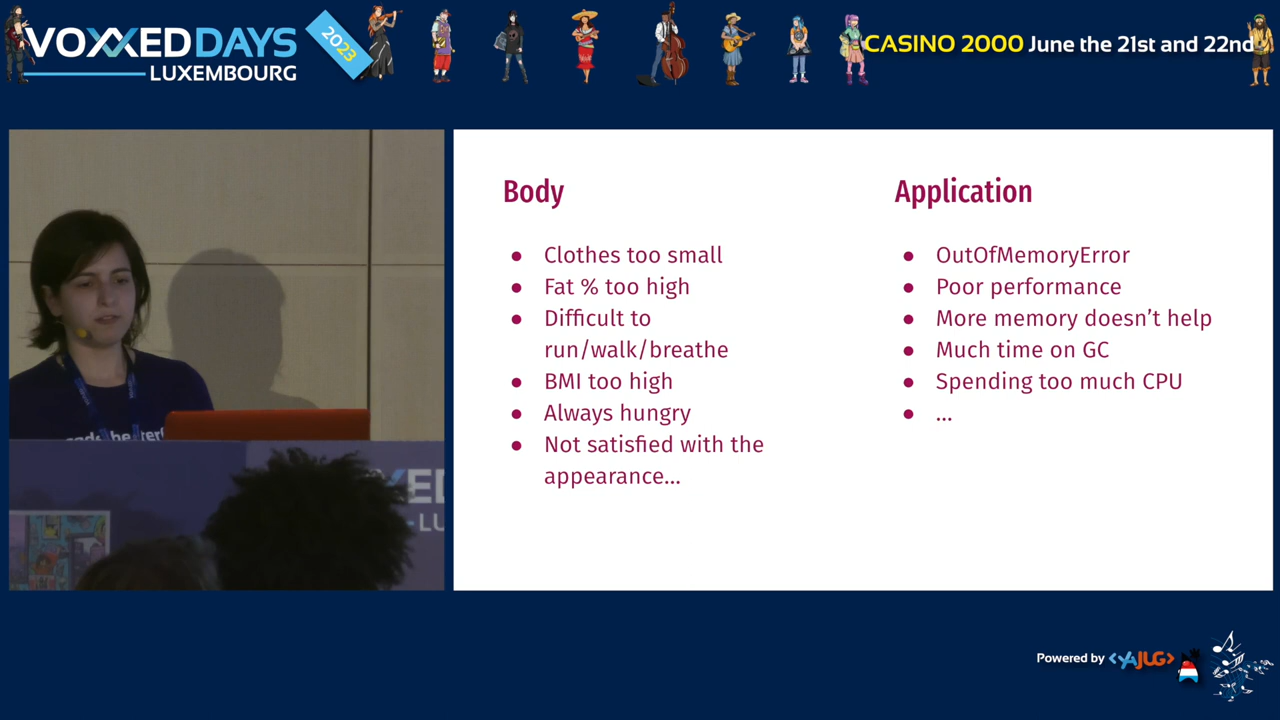 VOXXEDDAYS
LUXEMBOURG
2023
CASINO 2000 June the 21st and 22nd
Body
● Clothes too small
● Fat % too high
● Difficult to
run/walk/breathe
● BMI too high
● Always hungry
● Not satisfied with the
appearance...
Application
● OutOfMemoryError
● Poor performance
● More memory doesn't help
● Much time on GC
● Spending too much CPU
● ...
Powered by <YAJUG>